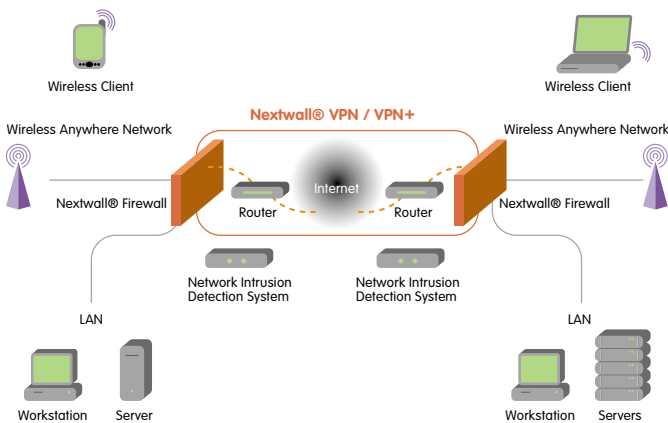 Wireless Client
Wireless Client
Nextwall® VPN / VPN+
Wireless Anywhere Network
Wireless Anywhere Network
Internet
Nextwall® Firewall
Router
Router
Nextwall® Firewall
Network Intrusion
Detection System
Network Intrusion
Detection System
LAN
LAN
Workstation
Server
Workstation
Servers